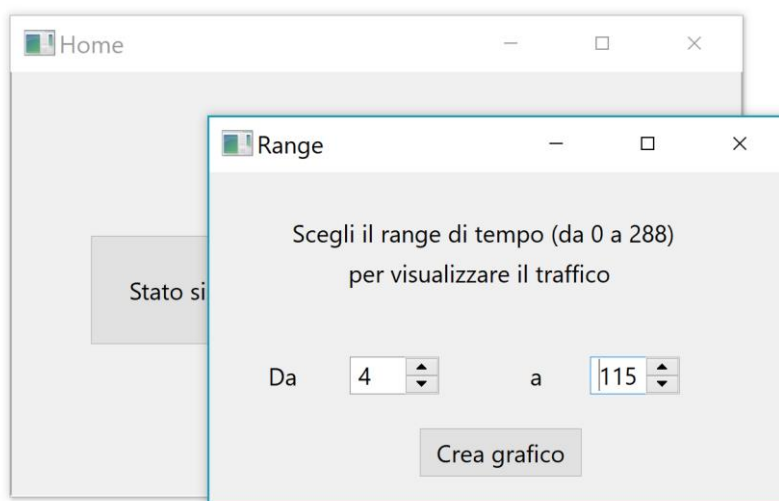 Home
Range
Scegli il range di tempo (da 0 a 288)
per visualizzare il traffico
Stato si
Da 4 a 115
Crea grafico